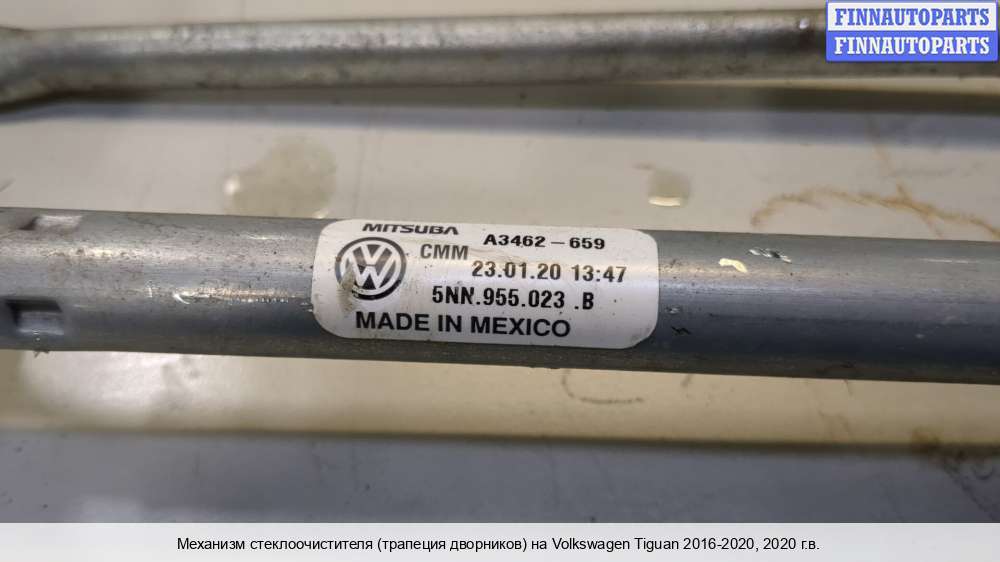 FINNAUTOPARTS
FINNAUTOPARTS
MITSUBA A3462-659
CMM 23.01.20 13:47
5NN.955.023 .B
MADE IN MEXICO
Механизм стеклоочистителя (трапеция дворников) на Volkswagen Tiguan 2016-2020, 2020 г.в.